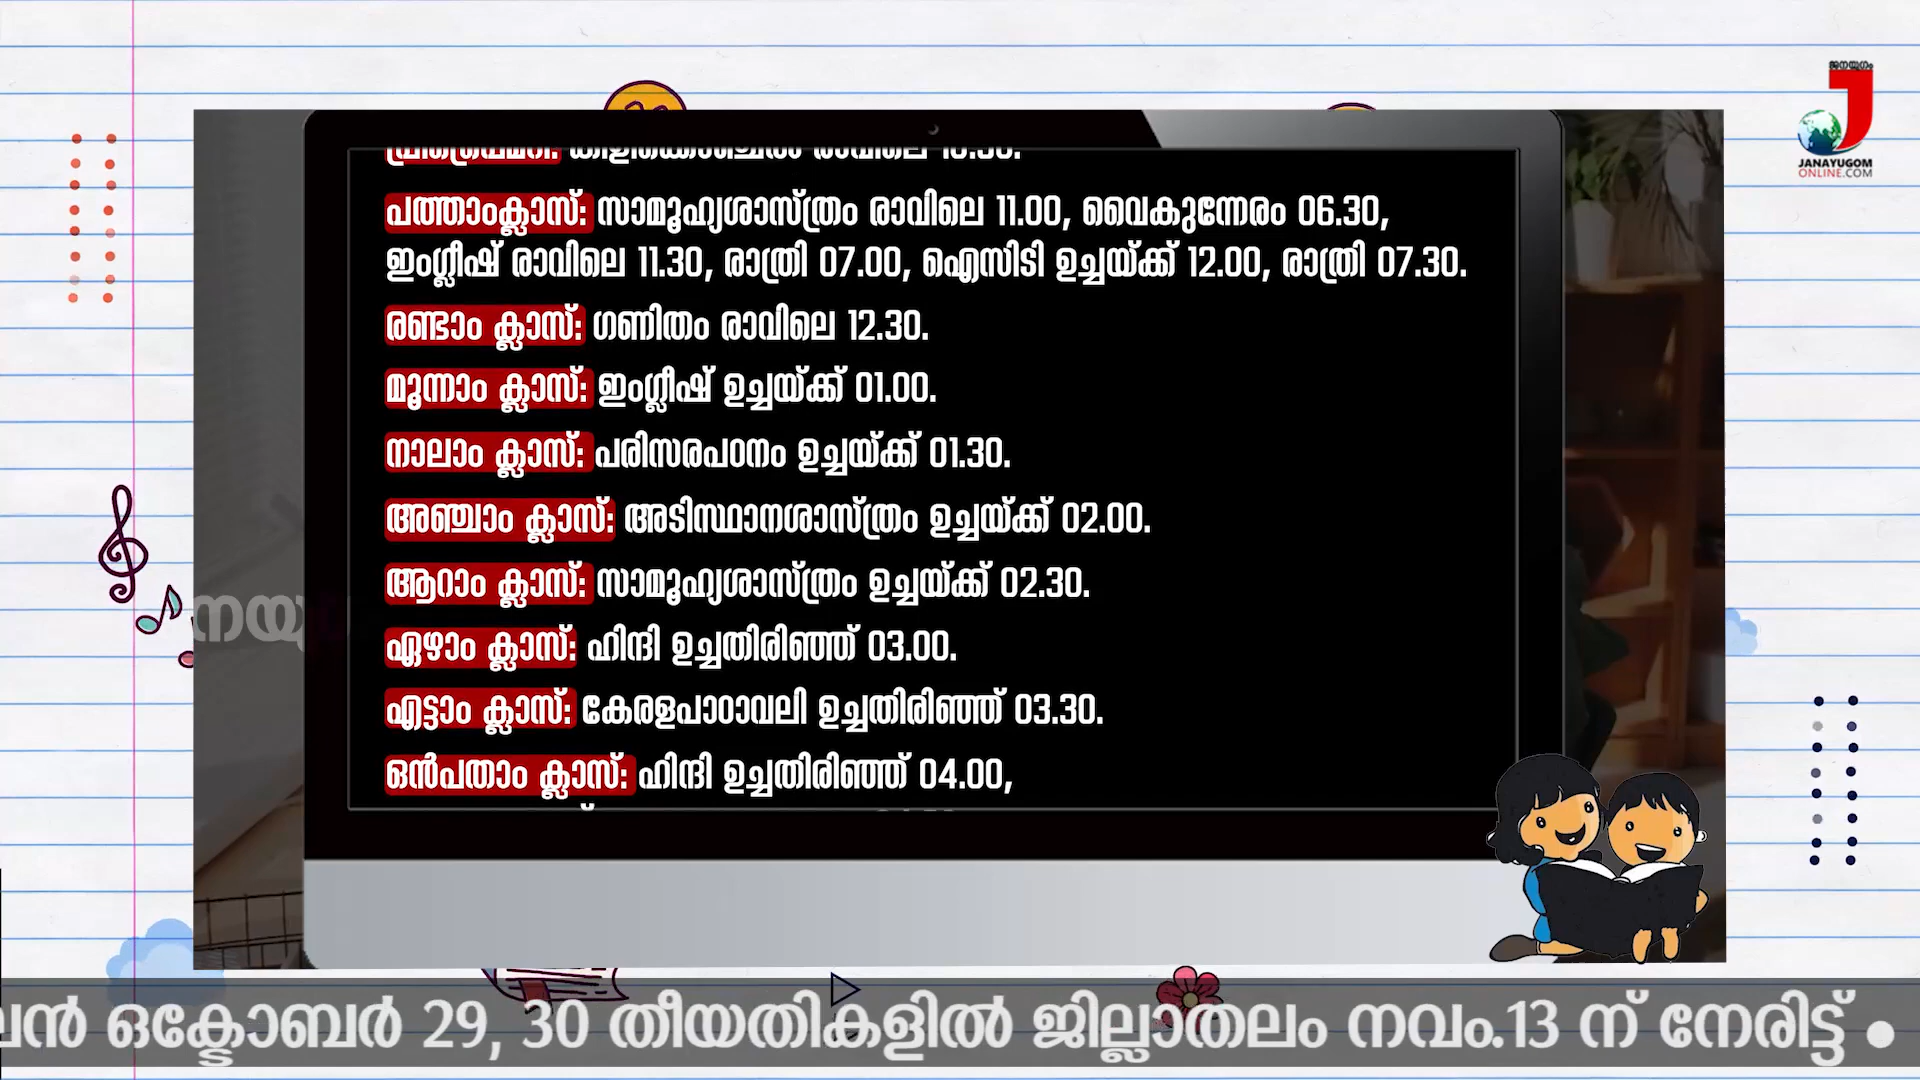 ജനയുഗം
JANAYUGOM
ONLINE.COM
പത്താംക്ലാസ്: സാമൂഹ്യശാസ്ത്രം രാവിലെ 11.00, വൈകുന്നേരം 06.30,
ഇംഗ്ലീഷ് രാവിലെ 11.30, രാത്രി 07.00, ഐസിടി ഉച്ചയ്ക്ക് 12.00, രാത്രി 07.30.
രണ്ടാം ക്ലാസ്: ഗണിതം രാവിലെ 12.30.
മൂന്നാം ക്ലാസ്: ഇംഗ്ലീഷ് ഉച്ചയ്ക്ക് 01.00.
നാലാം ക്ലാസ്: പരിസരപഠനം ഉച്ചയ്ക്ക് 01.30.
അഞ്ചാം ക്ലാസ്: അടിസ്ഥാനശാസ്ത്രം ഉച്ചയ്ക്ക് 02.00.
ആറാം ക്ലാസ്: സാമൂഹ്യശാസ്ത്രം ഉച്ചയ്ക്ക് 02.30.
ഏഴാം ക്ലാസ്: ഹിന്ദി ഉച്ചതിരിഞ്ഞ് 03.00.
എട്ടാം ക്ലാസ്: കേരളപാഠാവലി ഉച്ചതിരിഞ്ഞ് 03.30.
ഒൻപതാം ക്ലാസ്: ഹിന്ദി ഉച്ചതിരിഞ്ഞ് 04.00,
ഒക്ടോബർ 29, 30 തീയതികളിൽ ജില്ലാതലം നവം.13 ന് നേരിട്ട് •